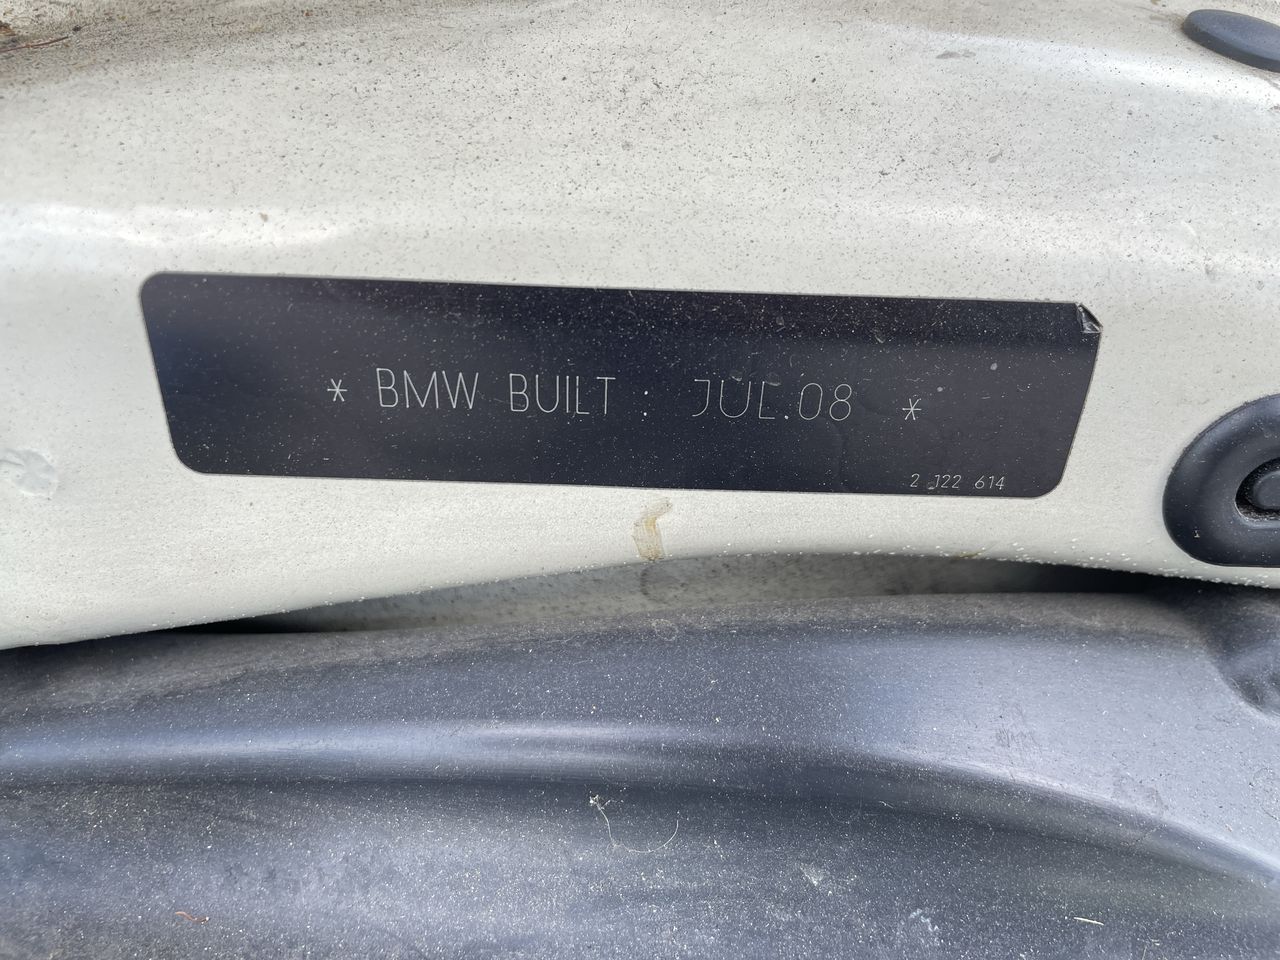 * BMW BUILT : JUL.08 *
2 122 614